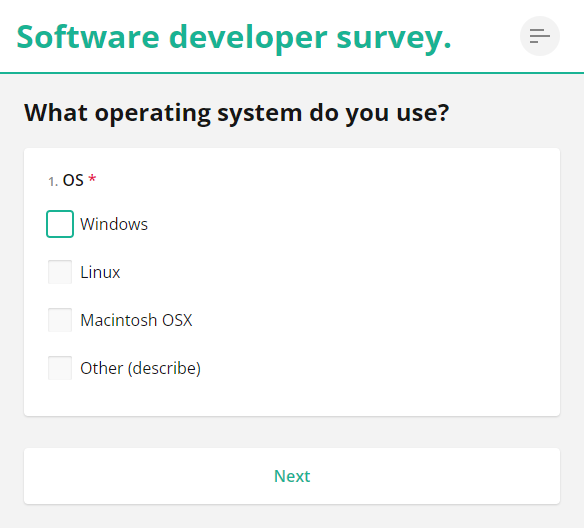 Software developer survey.
What operating system do you use?
1. OS *
Windows
Linux
Macintosh OSX
Other (describe)
Next